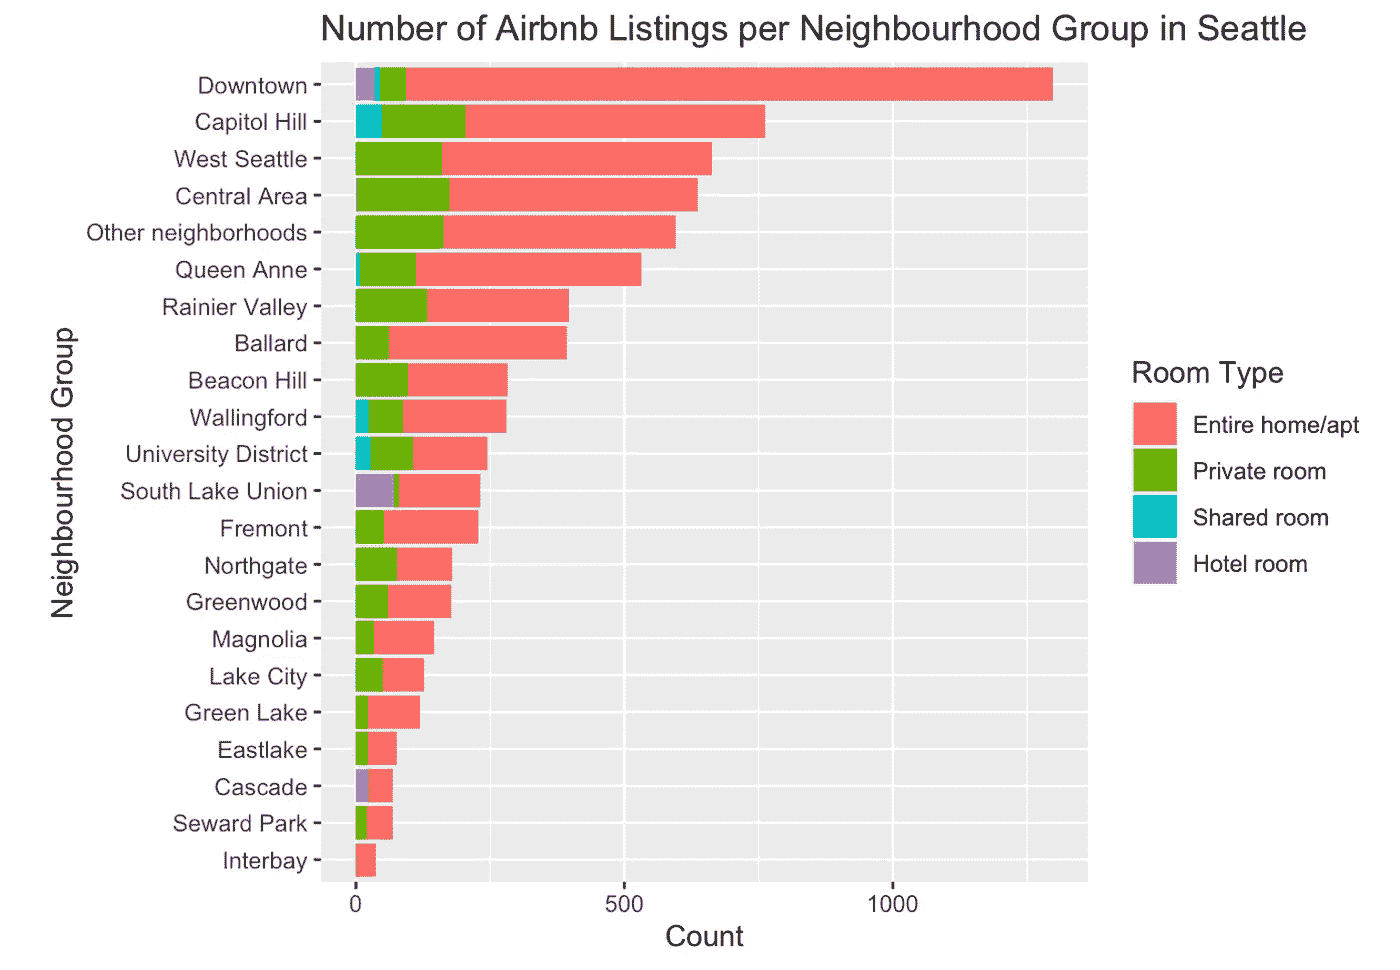 Number of Airbnb Listings per Neighbourhood Group in Seattle
Neighbourhood Group
Downtown
Capitol Hill
West Seattle
Central Area
Other neighborhoods
Queen Anne
Rainier Valley
Ballard
Beacon Hill
Wallingford
University District
South Lake Union
Fremont
Northgate
Greenwood
Magnolia
Lake City
Green Lake
Eastlake
Cascade
Seward Park
Interbay
0 500 1000
Count
Room Type
Entire home/apt
Private room
Shared room
Hotel room